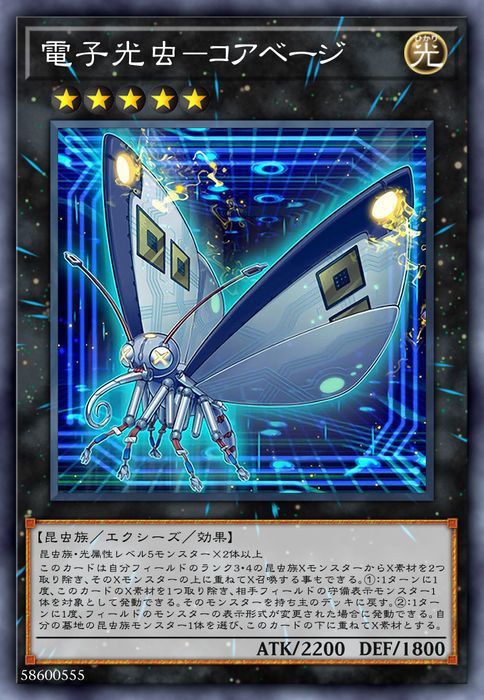 電子光虫－コアベージ
ひかり
光
【昆虫族／エクシーズ／効果】
昆虫族・光属性レベル5モンスター×2体以上
このカードは自分フィールドのランク3・4の昆虫族XモンスターからX素材を2つ
取り除き、そのXモンスターの上に重ねてX召喚する事もできる。①：1ターンに1
度、このカードのX素材を1つ取り除き、相手フィールドの守備表示モンスター1
体を対象として発動できる。そのモンスターを持ち主のデッキに戻す。②：1ター
ンに1度、フィールドのモンスターの表示形式が変更された場合に発動できる。自
分の墓地の昆虫族モンスター1体を選び、このカードの下に重ねてX素材とする。
ATK/2200 DEF/1800
58600555